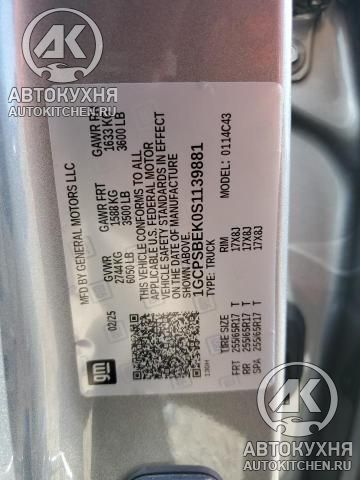 АВТОКУХНЯ
AUTOKITCHEN.RU
MFD BY GENERAL MOTORS LLC
02/25 GVWR GAWR FRT GAWR
2744KG 1588 KG 1633 KG
6050 LB 3500 LB 3600 LB
THIS VEHICLE CONFORMS TO ALL
APPLICABLE U.S. FEDERAL MOTOR
VEHICLE SAFETY STANDARDS IN EFFECT
ON THE DATE OF MANUFACTURE
SHOWN ABOVE.
1GCPSBEK0S1139881
TYPE: TRUCK MODEL: 0114C43
TIRE SIZE RIM
FRT 255/65R17 T 17X8J
RR 255/65R17 T 17X8J
SPA 255/65R17 T 17X8J
gm
АВТОКУХНЯ
AUTOKITCHEN.RU